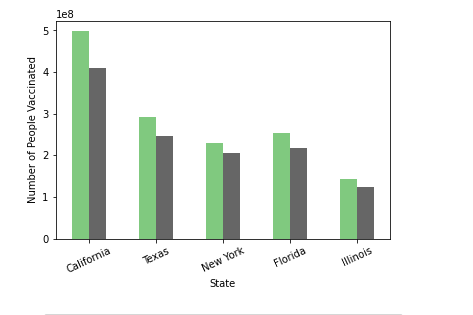 1e8
5
4
3
2
1
0
Number of People Vaccinated
California
Texas
New York
Florida
Illinois
State